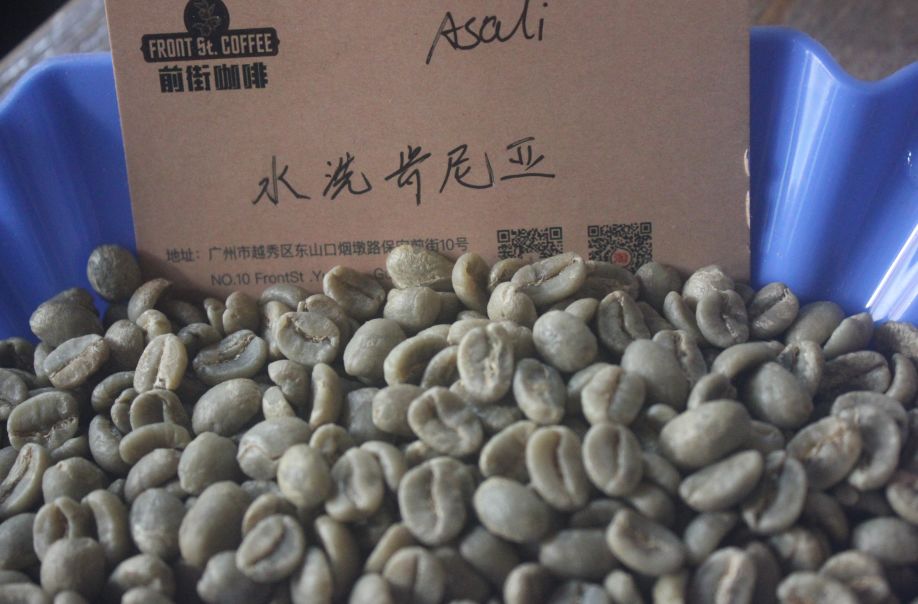 Asali
FRONT St. COFFEE
前街咖啡
水洗肯尼亚
地址：广州市越秀区东山口烟墩路保安前街10号
NO.10 FrontSt